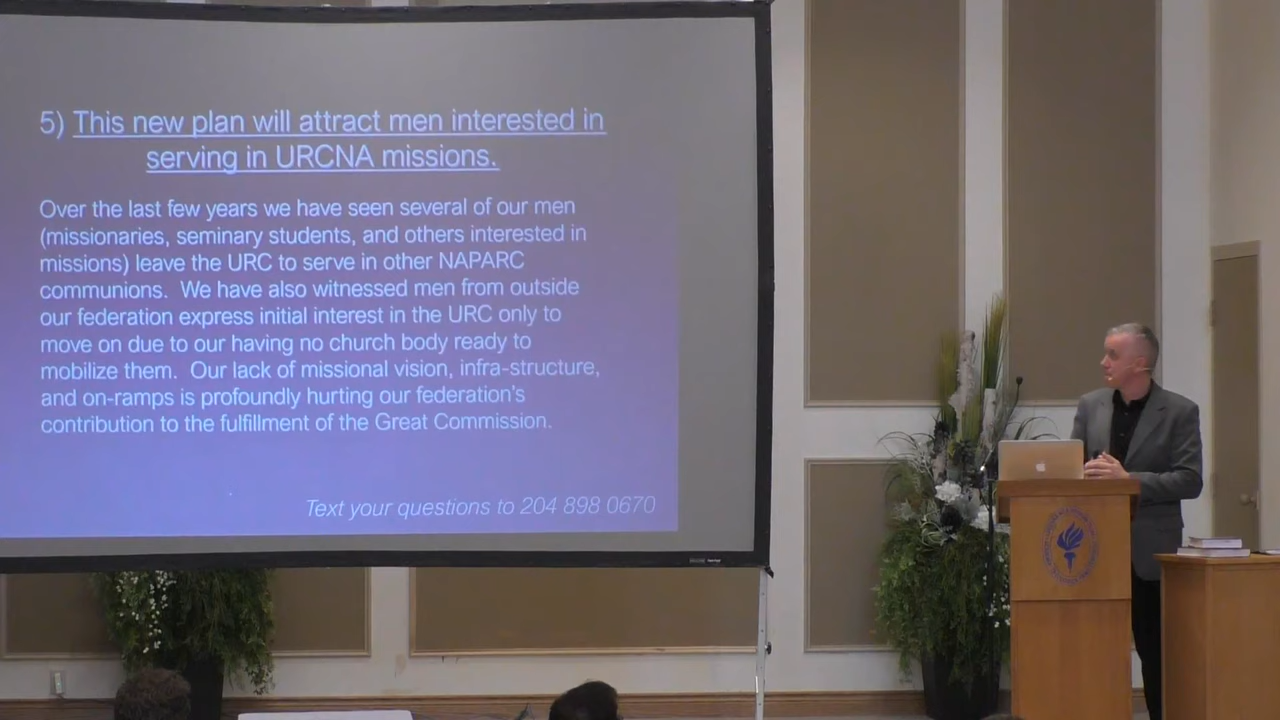 5) This new plan will attract men interested in
serving in URCNA missions.
Over the last few years we have seen several of our men
(missionaries, seminary students, and others interested in
missions) leave the URC to serve in other NAPARC
communions.  We have also witnessed men from outside
our federation express initial interest in the URC only to
move on due to our having no church body ready to
mobilize them.  Our lack of missional vision, infra-structure,
and on-ramps is profoundly hurting our federation's
contribution to the fulfillment of the Great Commission.
Text your questions to 204 898 0670